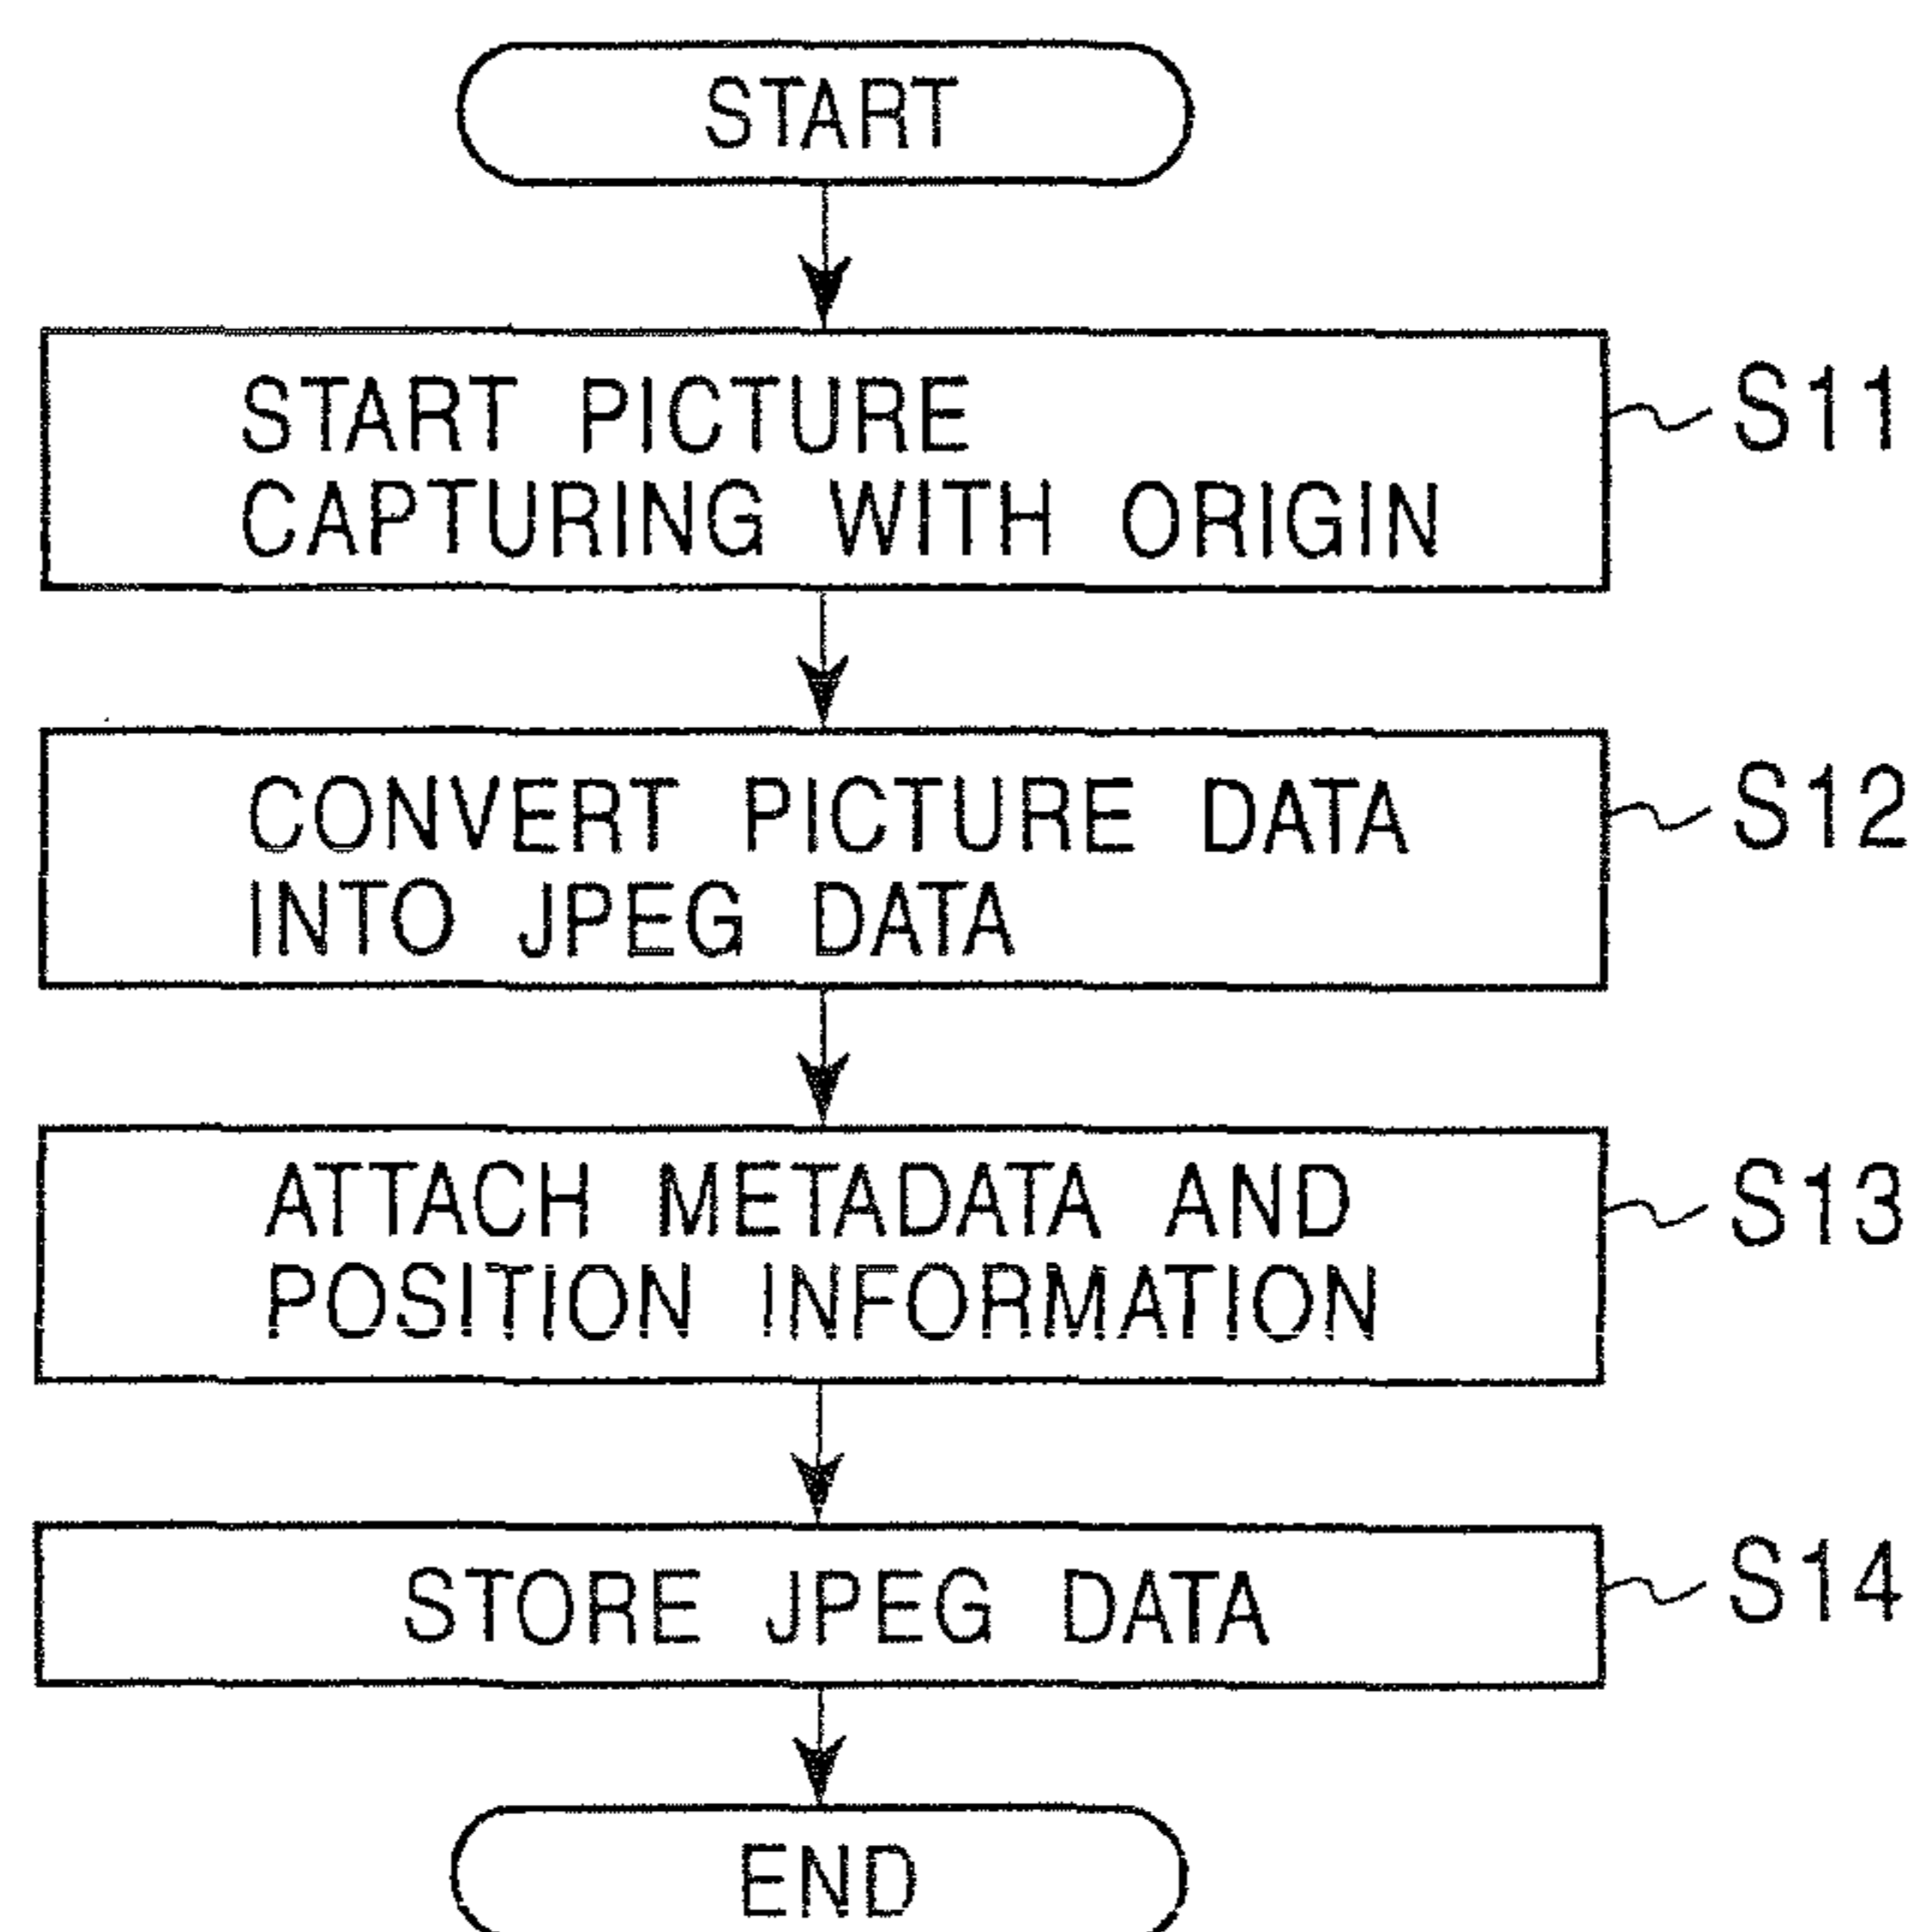 START
START PICTURE
CAPTURING WITH ORIGIN
S11
CONVERT PICTURE DATA
INTO JPEG DATA
S12
ATTACH METADATA AND
POSITION INFORMATION
S13
STORE JPEG DATA
S14
END